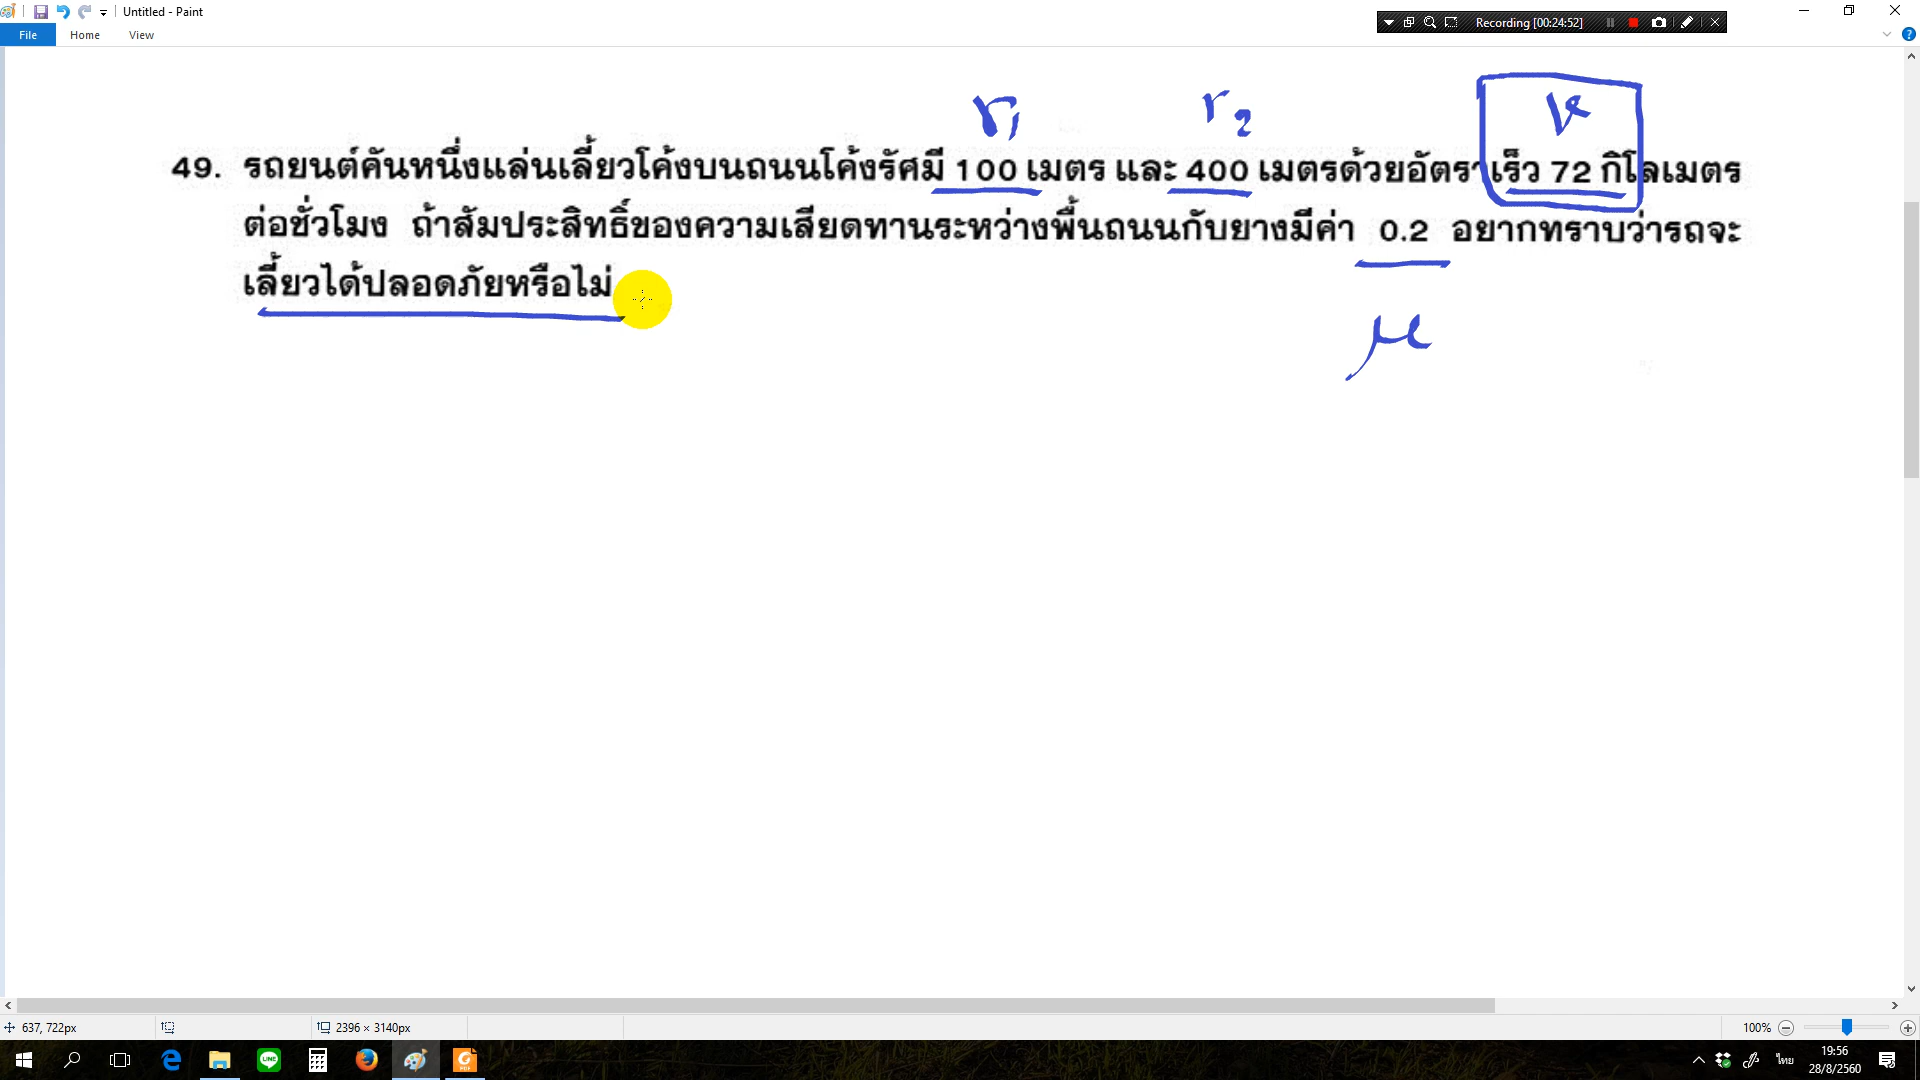 Untitled - Paint
Recording [00:24:52]
File
Home
View
r1
r2
v
49. รถยนต์คันหนึ่งแล่นเลี้ยวโค้งบนถนนโค้งรัศมี 100 เมตร และ 400 เมตรด้วยอัตราเร็ว 72 กิโลเมตร
ต่อชั่วโมง ถ้าสัมประสิทธิ์ของความเสียดทานระหว่างพื้นถนนกับยางมีค่า 0.2 อยากทราบว่ารถจะ
เลี้ยวได้ปลอดภัยหรือไม่
μ
637, 722px
2396 × 3140px
100%
LINE
ไทย
19:56
28/8/2560